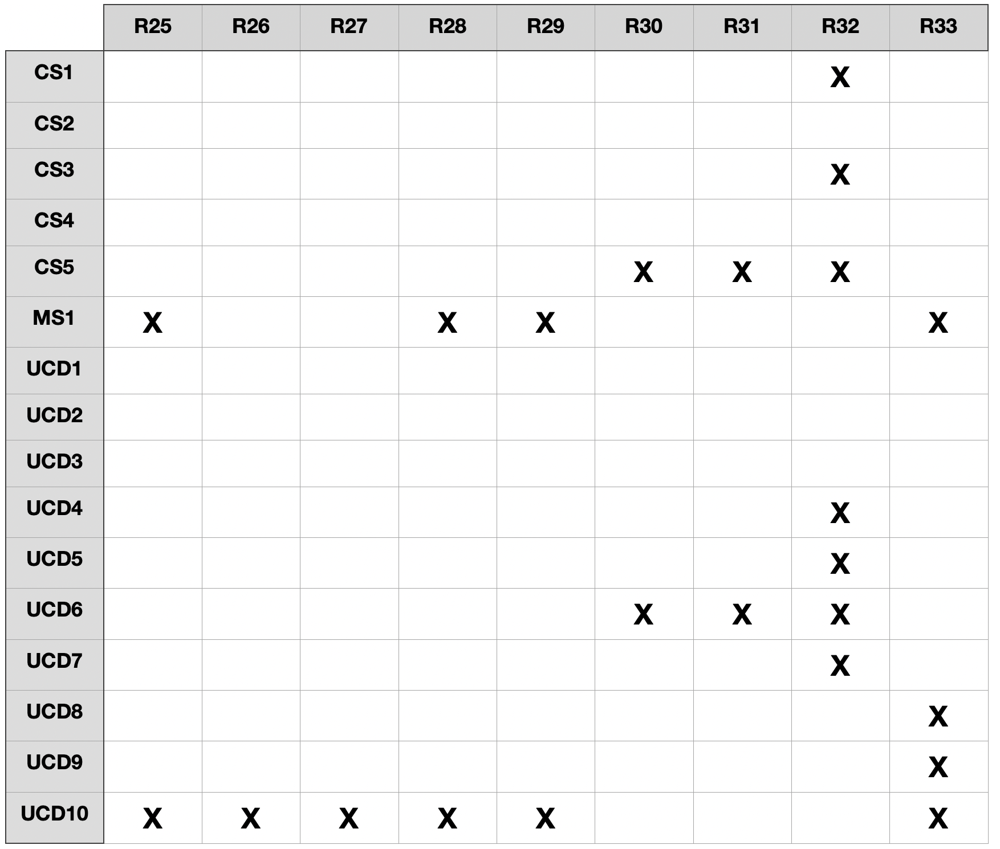 R25 R26 R27 R28 R29 R30 R31 R32 R33
CS1 X
CS2
CS3 X
CS4
CS5 X X X
MS1 X X X X
UCD1
UCD2
UCD3
UCD4 X
UCD5 X
UCD6 X X X
UCD7 X
UCD8 X
UCD9 X
UCD10 X X X X X X